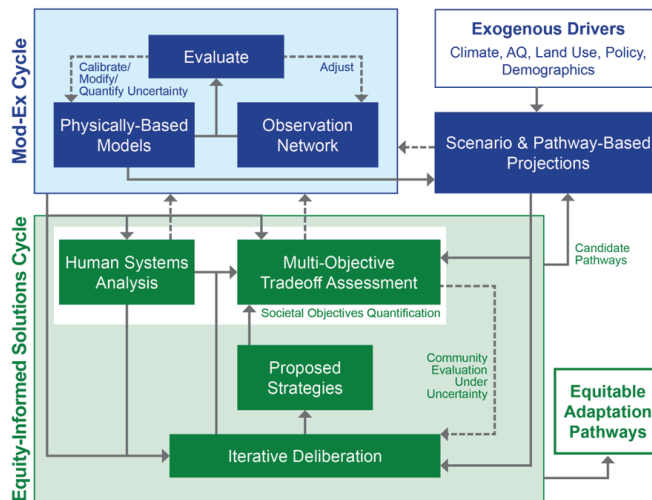 Mod-Ex Cycle
Evaluate
Calibrate/
Modify/
Quantify Uncertainty
Adjust
Physically-Based
Models
Observation
Network
Exogenous Drivers
Climate, AQ, Land Use, Policy,
Demographics
Scenario & Pathway-Based
Projections
Equity-Informed Solutions Cycle
Human Systems
Analysis
Multi-Objective
Tradeoff Assessment
Societal Objectives Quantification
Candidate
Pathways
Proposed
Strategies
Community
Evaluation
Under
Uncertainty
Iterative Deliberation
Equitable
Adaptation
Pathways